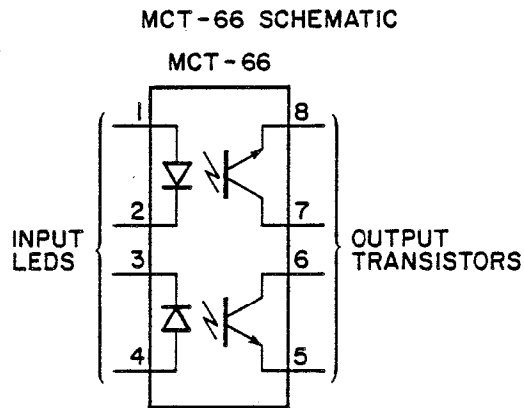 MCT-66 SCHEMATIC
MCT-66
1
8
2
7
INPUT
LEDS
OUTPUT
TRANSISTORS
3
6
4
5